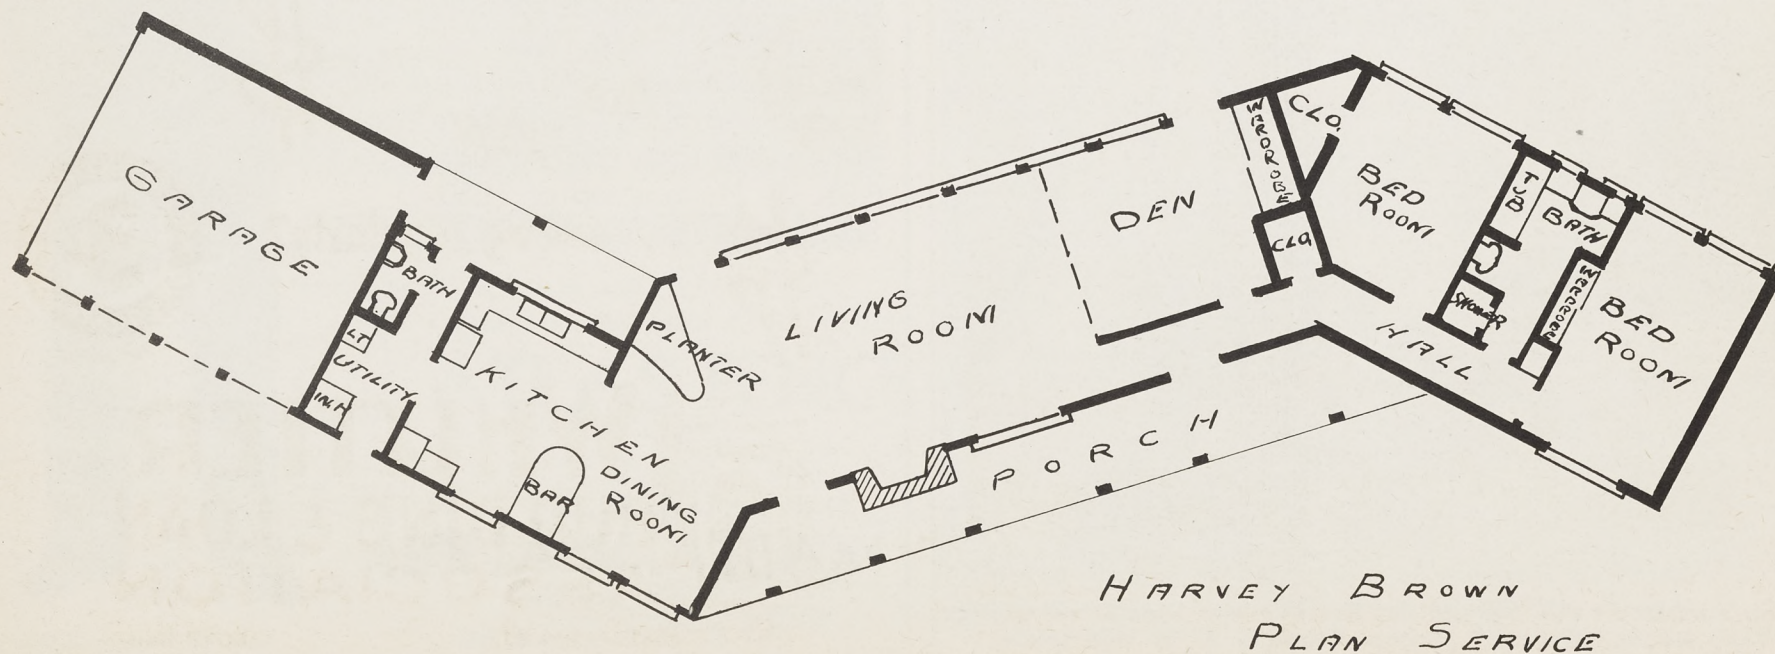 GARAGE
BATH
LT
UTILITY
W.H
KITCHEN
BAR
DINING
ROOM
PLANTER
LIVING
ROOM
DEN
WARDROBE
CLO.
CLO
PORCH
BED
ROOM
TUB
BATH
SHOWER
WARDROBE
HALL
BED
ROOM
HARVEY BROWN
PLAN SERVICE